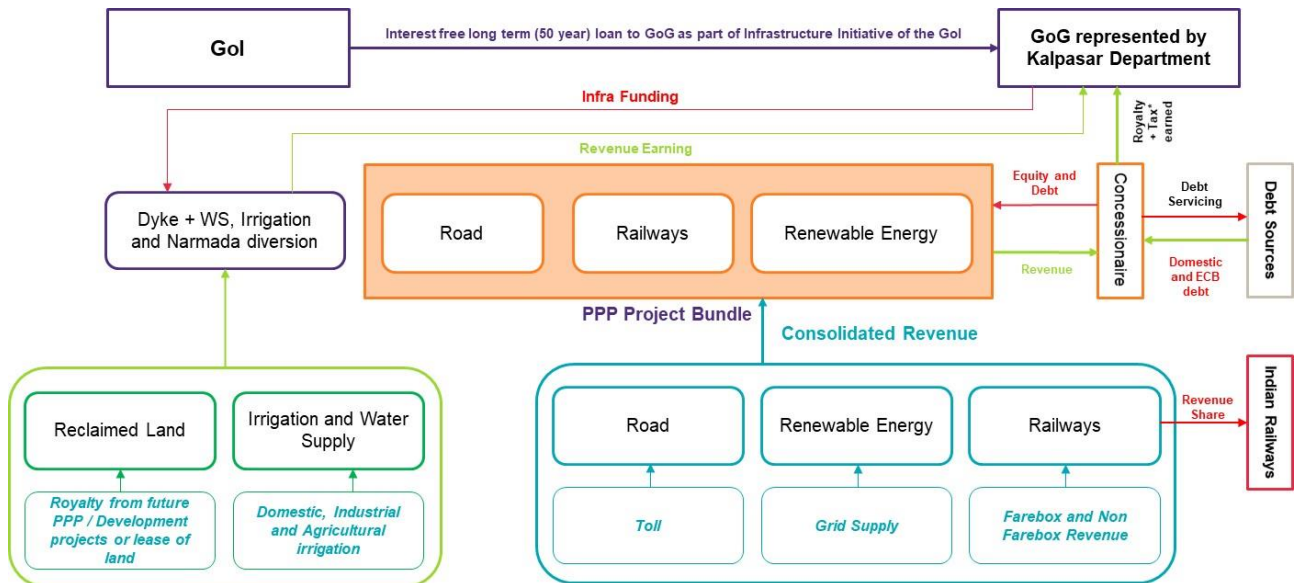 GoI
Interest free long term (50 year) loan to GoG as part of Infrastructure Initiative of the GoI
GoG represented by
Kalpasar Department
Infra Funding
Revenue Earning
Royalty
+ Tax*
earned
Dyke + WS, Irrigation
and Narmada diversion
Road
Railways
Renewable Energy
Equity and
Debt
Revenue
Concessionaire
Debt
Servicing
Domestic
and ECB
debt
Debt Sources
PPP Project Bundle
Consolidated Revenue
Reclaimed Land
Irrigation and Water
Supply
Royalty from future
PPP / Development
projects or lease of
land
Domestic, Industrial
and Agricultural
irrigation
Road
Renewable Energy
Railways
Revenue
Share
Indian Railways
Toll
Grid Supply
Farebox and Non
Farebox Revenue